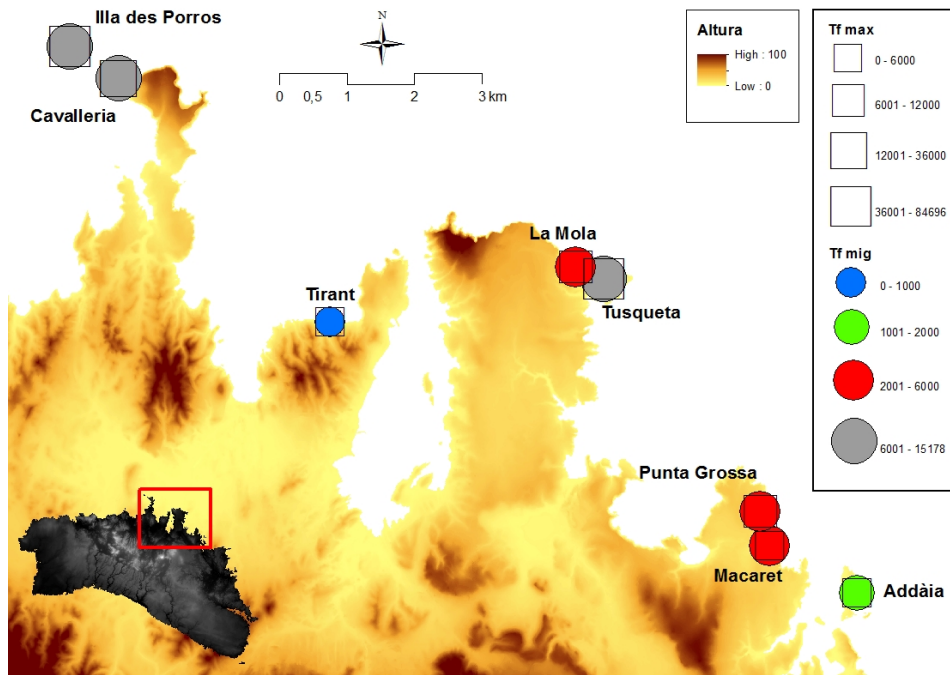 Illa des Porros
Cavalleria
N
0 0,5 1 2 3 km
Altura
High : 100
Low : 0
Tf max
0 - 6000
6001 - 12000
12001 - 36000
36001 - 84696
Tf mig
0 - 1000
1001 - 2000
2001 - 6000
6001 - 15178
La Mola
Tusqueta
Tirant
Punta Grossa
Macaret
Addàia